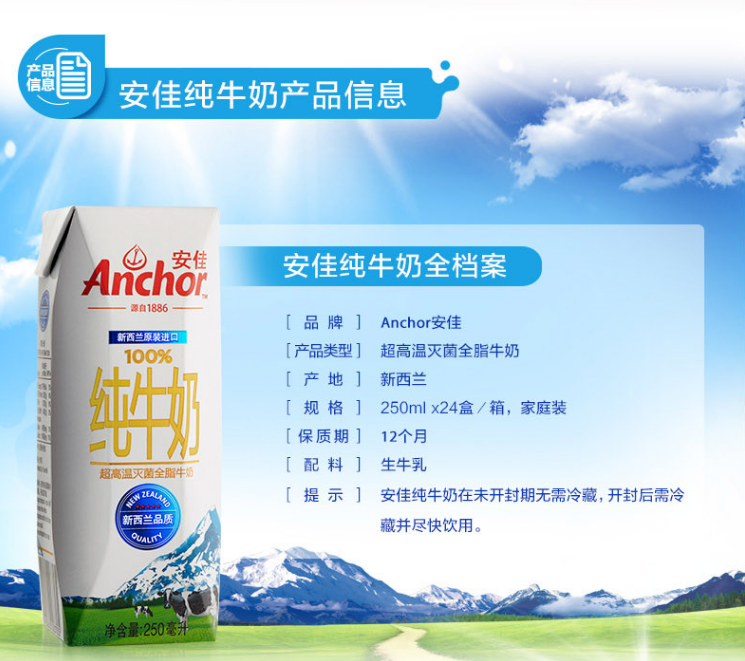 产品
信息
安佳纯牛奶产品信息
安佳
Anchor
TM
源自1886
新西兰原装进口
100%
纯牛奶
超高温灭菌全脂牛奶
NEW ZEALAND
新西兰品质
QUALITY
净含量:250毫升
安佳纯牛奶全档案
[ 品 牌 ] Anchor安佳
[产品类型] 超高温灭菌全脂牛奶
[ 产 地 ] 新西兰
[ 规 格 ] 250ml x24盒／箱，家庭装
[ 保 质 期 ] 12个月
[ 配 料 ] 生牛乳
[ 提 示 ] 安佳纯牛奶在未开封期无需冷藏，开封后需冷
藏并尽快饮用。